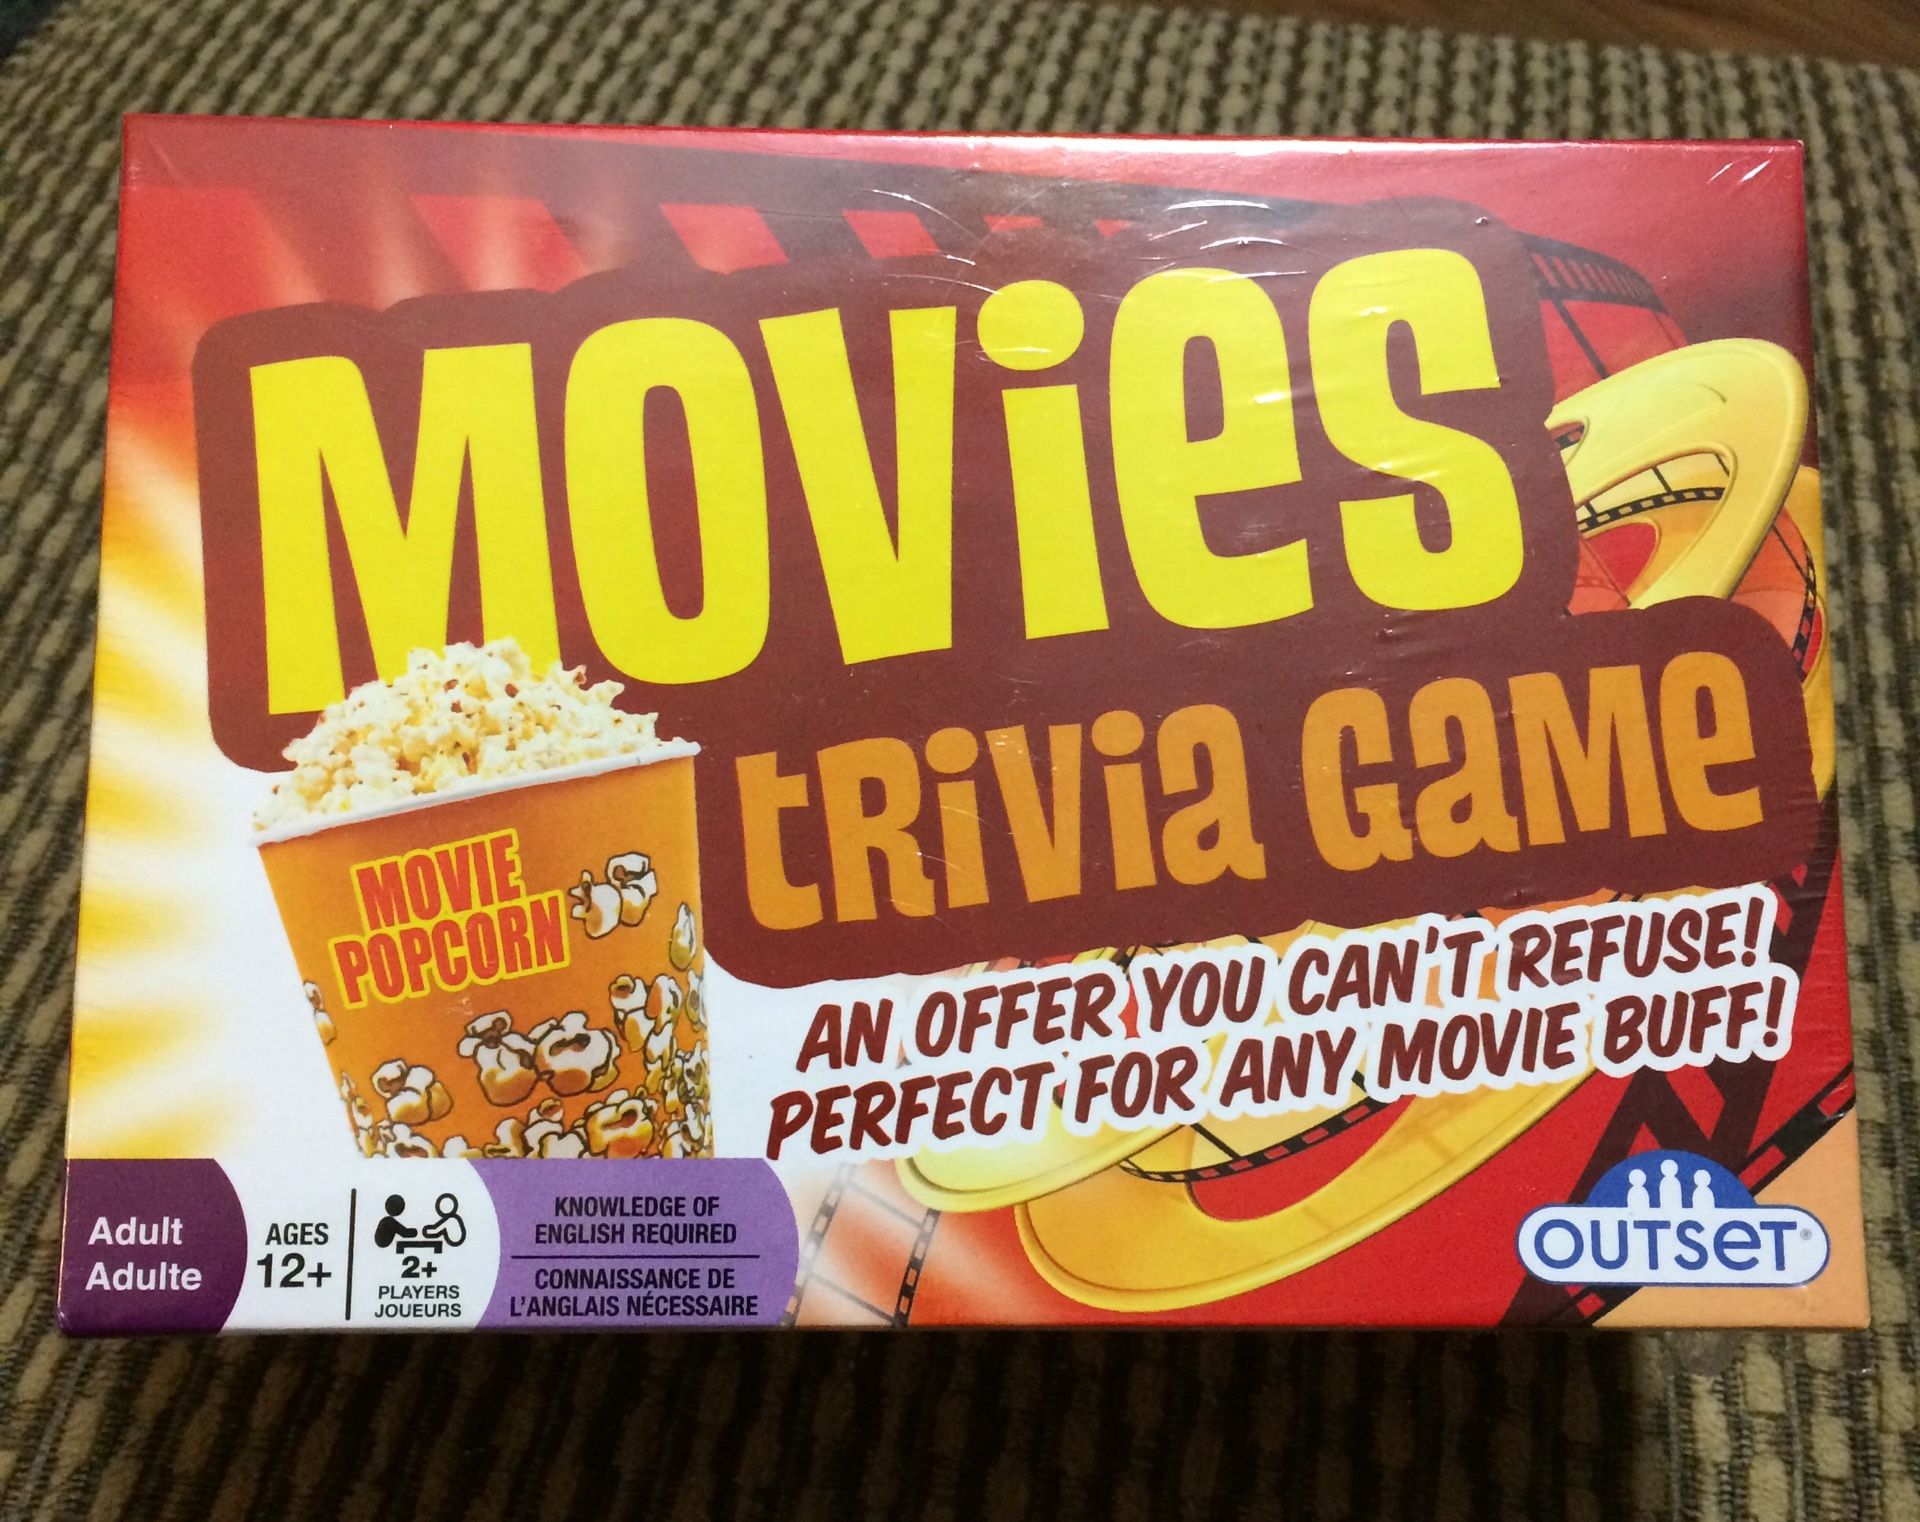 MOVies
tRiVia GaMe
MOVIE
POPCORN
AN OFFER YOU CAN'T REFUSE!
PERFECT FOR ANY MOVIE BUFF!
Adult
Adulte
AGES
12+
2+
PLAYERS
JOUEURS
KNOWLEDGE OF
ENGLISH REQUIRED
CONNAISSANCE DE
L'ANGLAIS NÉCESSAIRE
OUTSeT®